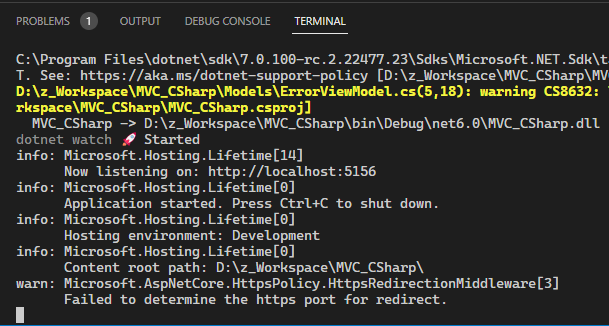 PROBLEMS 1 OUTPUT DEBUG CONSOLE TERMINAL
C:\Program Files\dotnet\sdk\7.0.100-rc.2.22477.23\Sdks\Microsoft.NET.Sdk\t
T. See: https://aka.ms/dotnet-support-policy [D:\z_Workspace\MVC_CSharp\MV
D:\z_Workspace\MVC_CSharp\Models\ErrorViewModel.cs(5,18): warning CS8632:
rkspace\MVC_CSharp\MVC_CSharp.csproj]
MVC_CSharp -> D:\z_Workspace\MVC_CSharp\bin\Debug\net6.0\MVC_CSharp.dll
dotnet watch 🚀 Started
info: Microsoft.Hosting.Lifetime[14]
Now listening on: http://localhost:5156
info: Microsoft.Hosting.Lifetime[0]
Application started. Press Ctrl+C to shut down.
info: Microsoft.Hosting.Lifetime[0]
Hosting environment: Development
info: Microsoft.Hosting.Lifetime[0]
Content root path: D:\z_Workspace\MVC_CSharp\
warn: Microsoft.AspNetCore.HttpsPolicy.HttpsRedirectionMiddleware[3]
Failed to determine the https port for redirect.